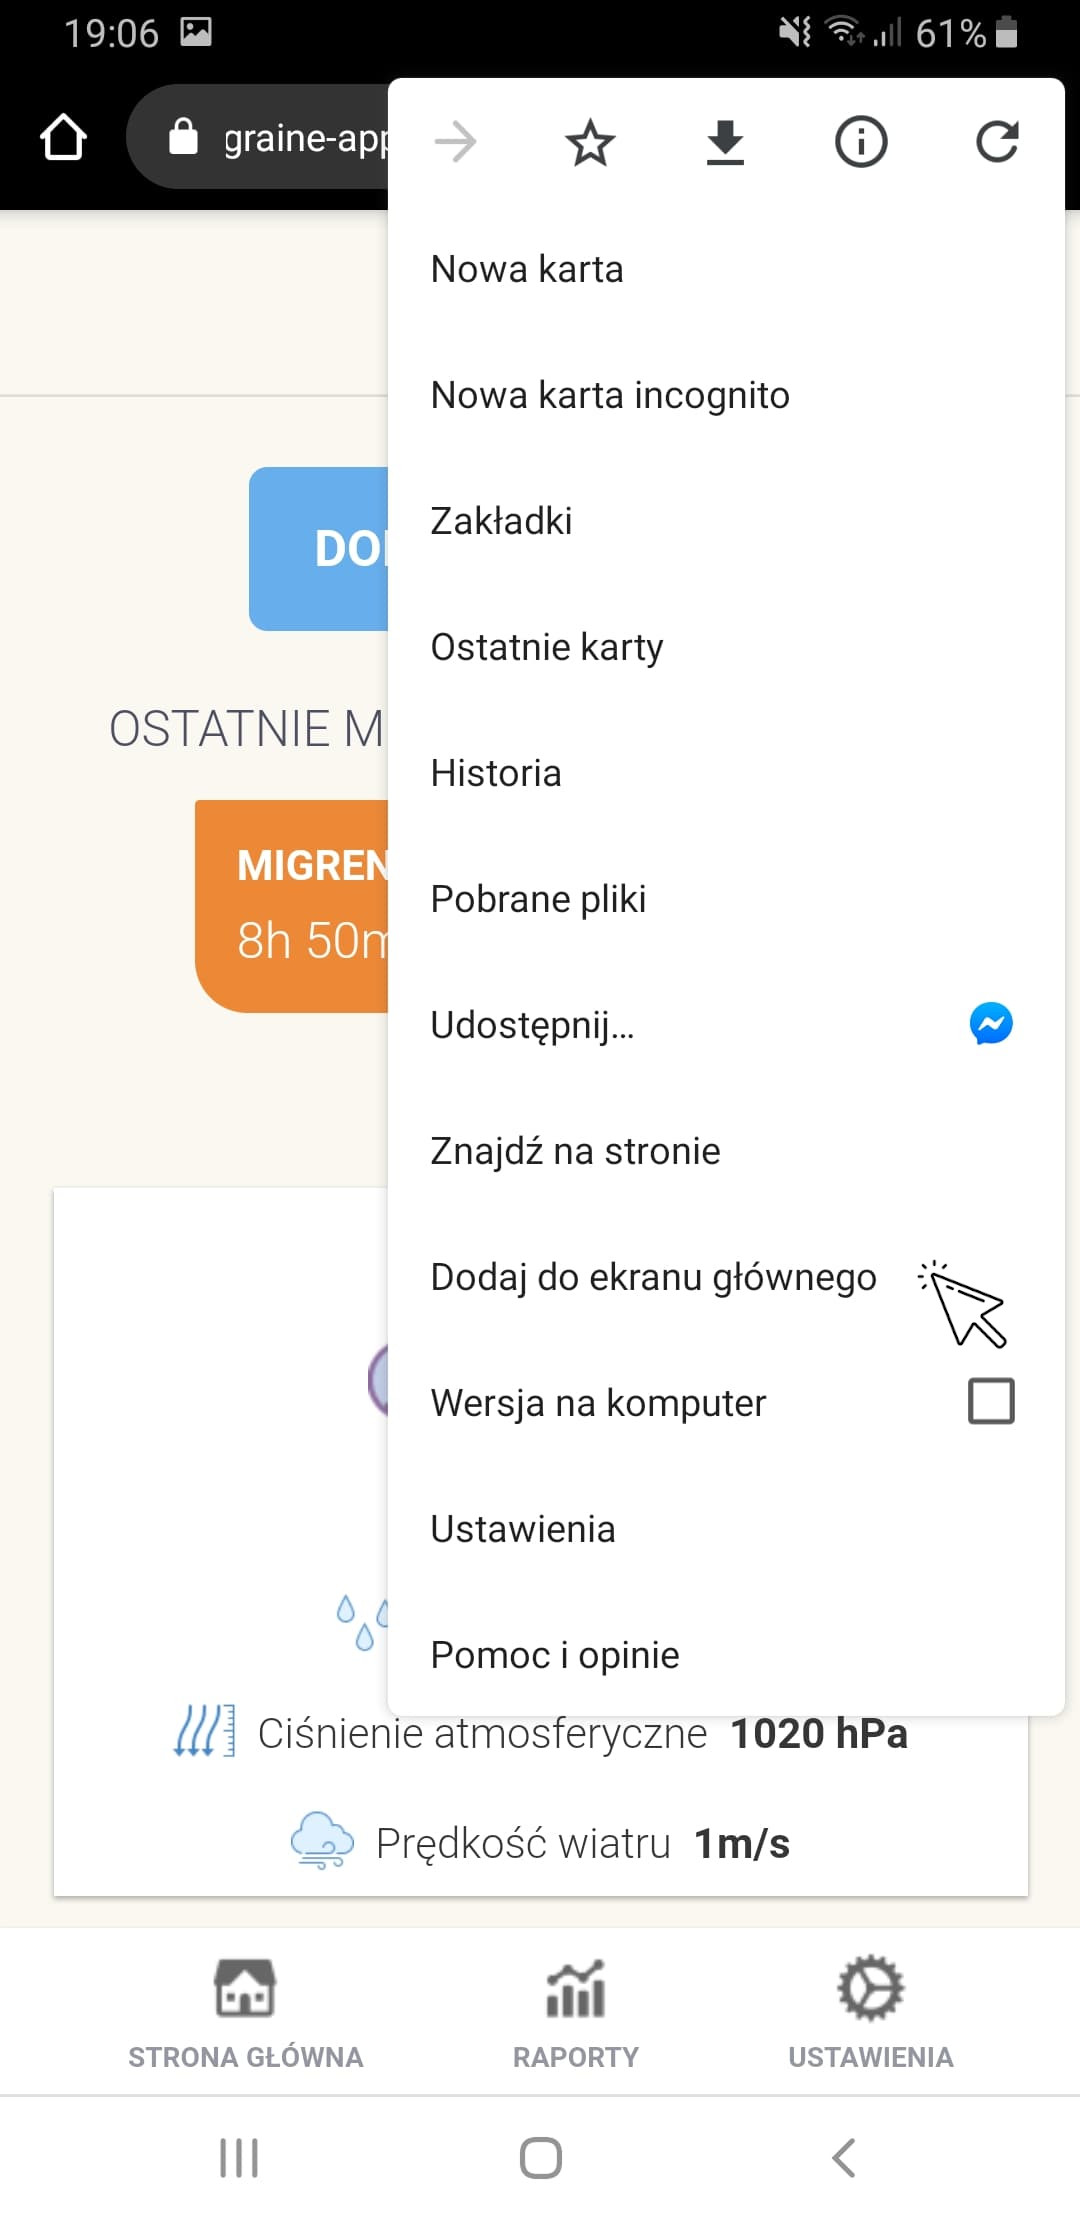 19:06 61%
graine-app
Nowa karta
Nowa karta incognito
Zakładki
DO
Ostatnie karty
OSTATNIE M
Historia
MIGREN
8h 50m
Pobrane pliki
Udostępnij...
Znajdź na stronie
Dodaj do ekranu głównego
Wersja na komputer
Ustawienia
Pomoc i opinie
Ciśnienie atmosferyczne 1020 hPa
Prędkość wiatru 1m/s
STRONA GŁÓWNA RAPORTY USTAWIENIA